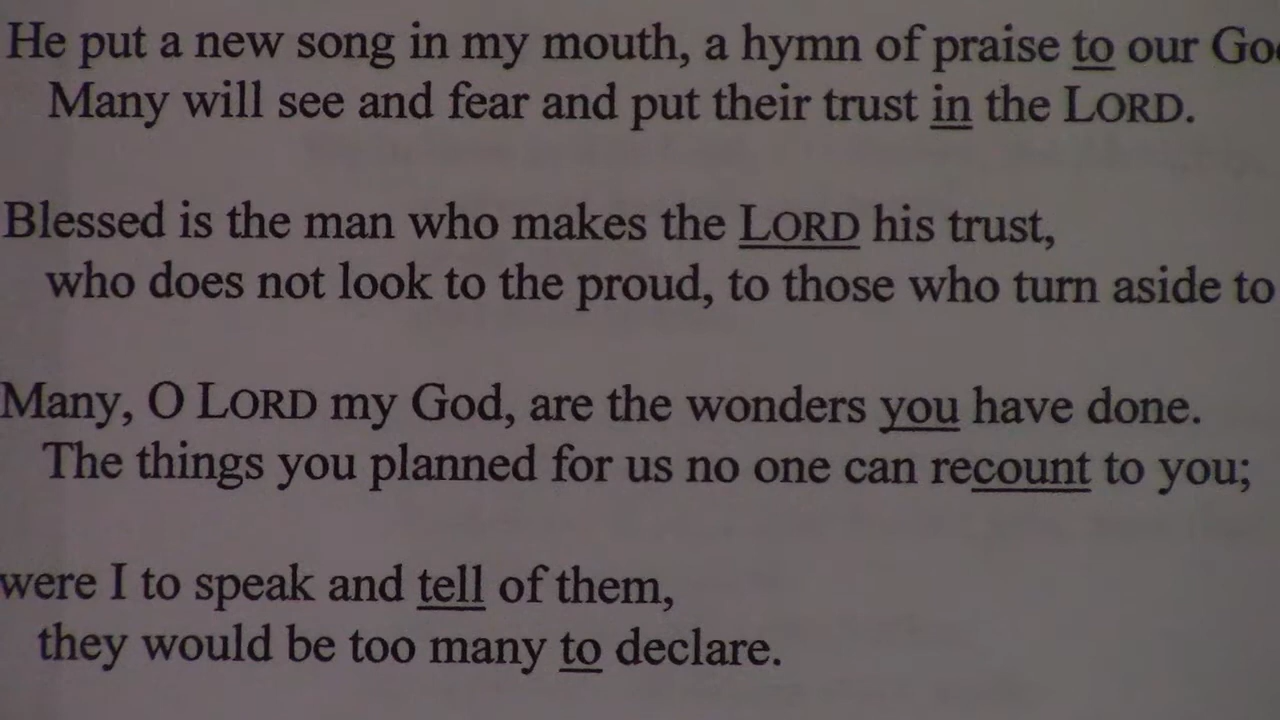 He put a new song in my mouth, a hymn of praise to our
Many will see and fear and put their trust in the LORD.
Blessed is the man who makes the LORD his trust,
who does not look to the proud, to those who turn aside to
Many, O LORD my God, are the wonders you have done.
The things you planned for us no one can recount to you;
were I to speak and tell of them,
they would be too many to declare.